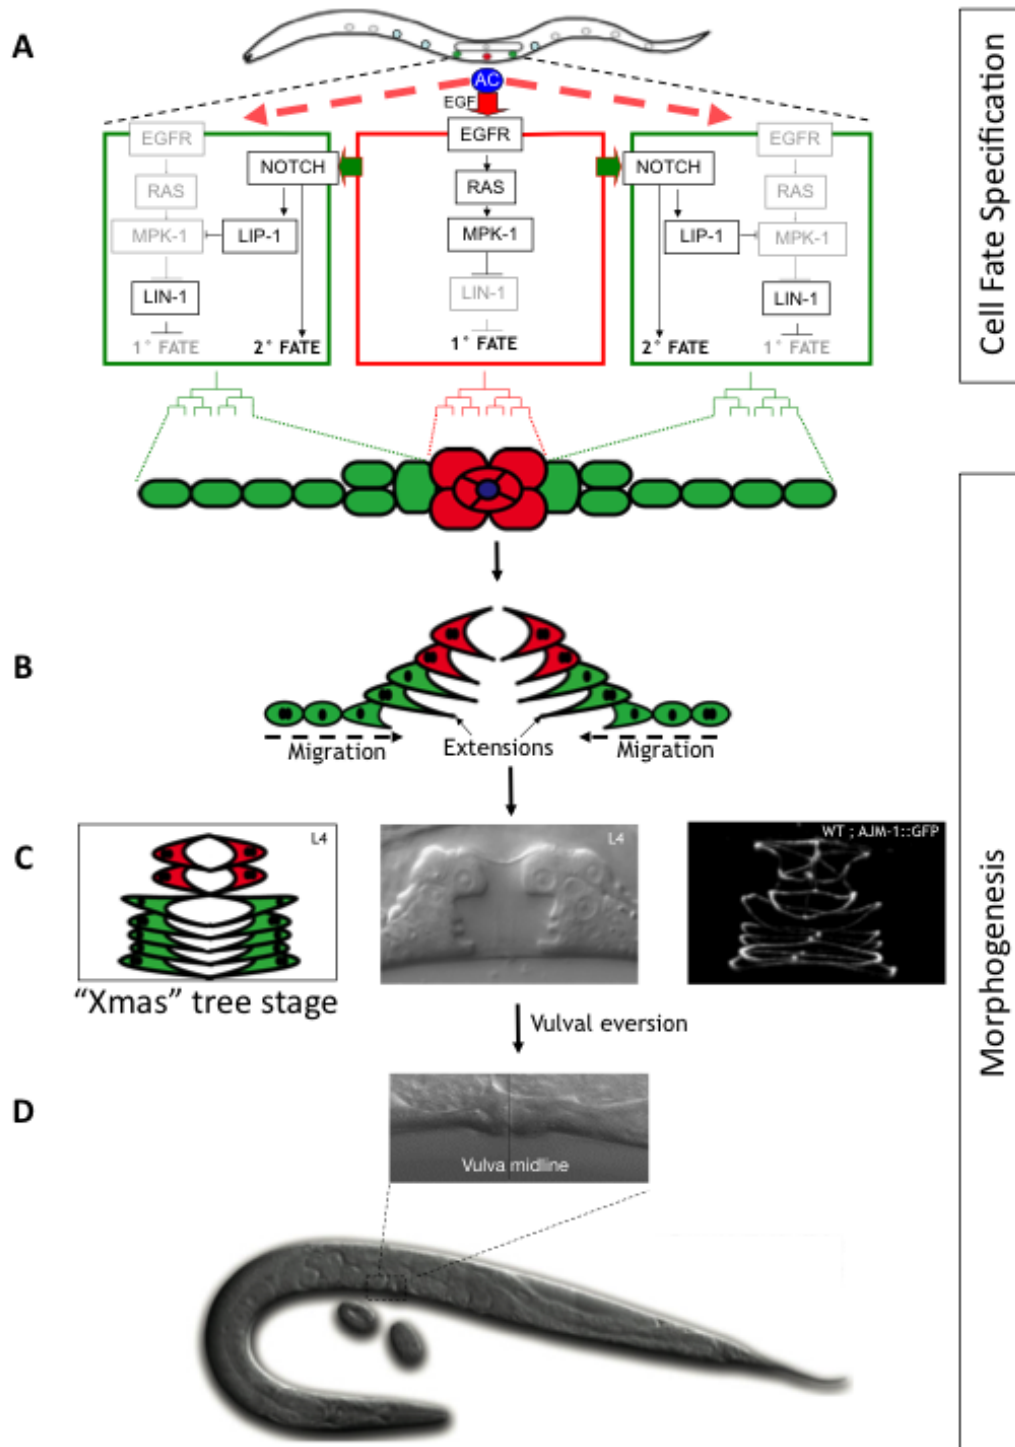 A
AC
EGF
EGFR
EGFR
EGFR
NOTCH
NOTCH
RAS
RAS
RAS
MPK-1
LIP-1
MPK-1
LIP-1
MPK-1
LIN-1
LIN-1
LIN-1
1° FATE
2° FATE
1° FATE
2° FATE
1° FATE
Cell Fate Specification
B
Migration
Extensions
Migration
C
L4
L4
WT ; AJM-1::GFP
"Xmas" tree stage
Vulval eversion
D
Vulva midline
Morphogenesis